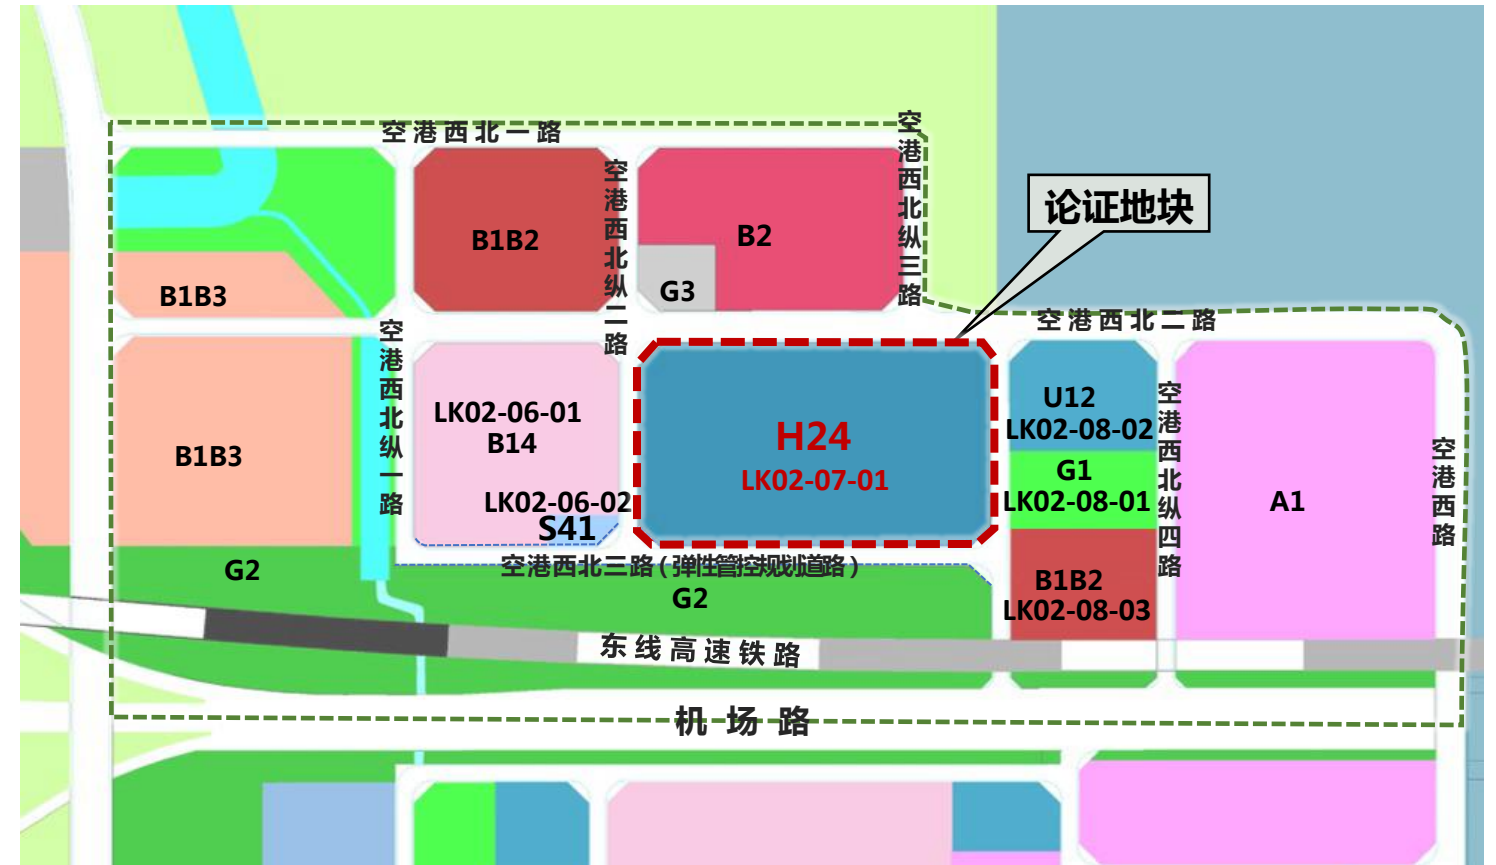 空港西北一路
空港西北纵三路
空港西北纵二路
论证地块
B1B2
B2
G3
B1B3
空港西北二路
空港西北纵一路
LK02-06-01
B14
H24
LK02-07-01
U12
LK02-08-02
空港西北纵四路
空港西路
B1B3
G1
LK02-08-01
A1
LK02-06-02
S41
空港西北三路(弹性管控规划道路)
G2
G2
B1B2
LK02-08-03
东线高速铁路
机场路